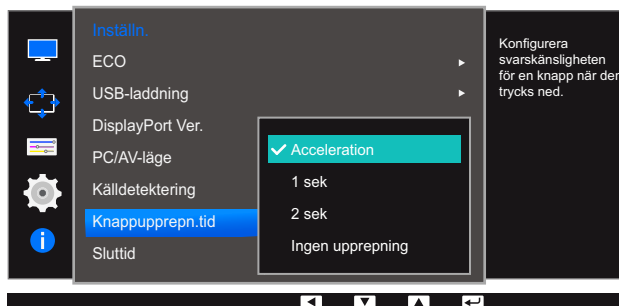 Inställn.
ECO
USB-laddning
DisplayPort Ver.
PC/AV-läge
Källdetektering
Knappupprepn.tid
Sluttid
Acceleration
1 sek
2 sek
Ingen upprepning
Konfigurera
svarskänsligheten
för en knapp när der
trycks ned.